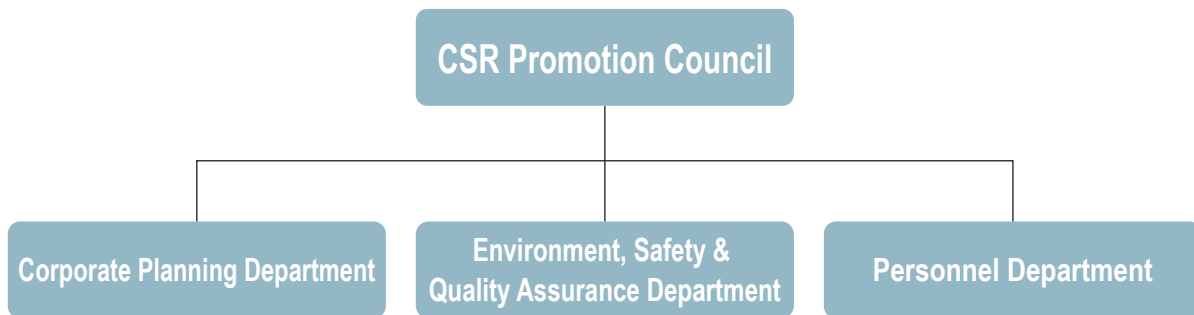 CSR Promotion Council
Corporate Planning Department
Environment, Safety &
Quality Assurance Department
Personnel Department